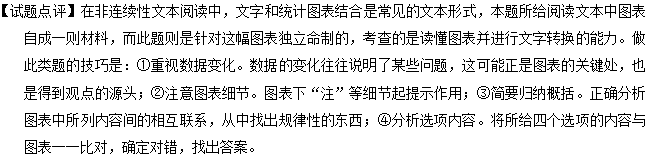 【试题点评】在非连续性文本阅读中，文字和统计图表结合是常见的文本形式，本题所给阅读文本中图表
自成一则材料，而此题则是针对这幅图表独立命制的，考查的是读懂图表并进行文字转换的能力。做
此类题的技巧是：①重视数据变化。数据的变化往往说明了某些问题，这可能正是图表的关键处，也
是得到观点的源头；②注意图表细节。图表下“注”等细节起提示作用；③简要归纳概括。正确分析
图表中所列内容间的相互联系，从中找出规律性的东西；④分析选项内容。将所给四个选项的内容与
图表一一比对，确定对错，找出答案。